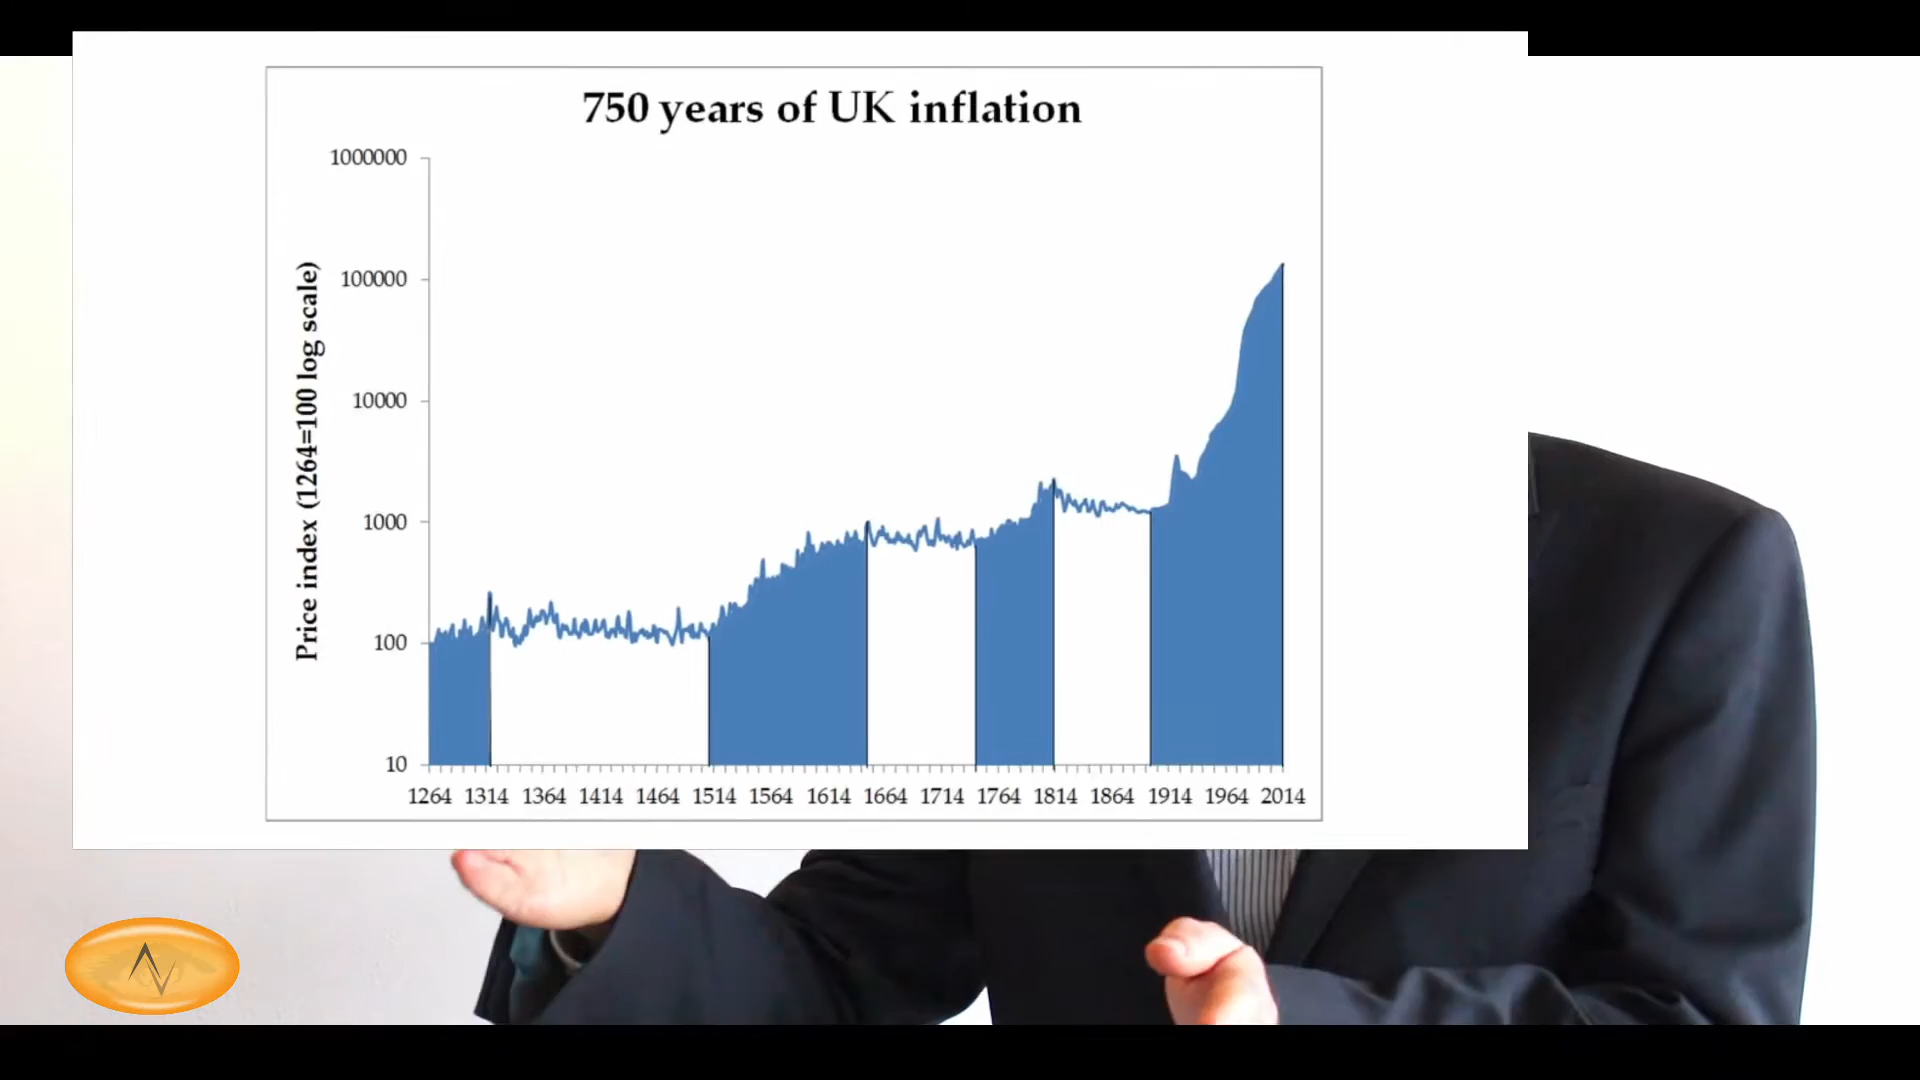 750 years of UK inflation
Price index (1264=100 log scale)
1000000
100000
10000
1000
100
10
1264 1314 1364 1414 1464 1514 1564 1614 1664 1714 1764 1814 1864 1914 1964 2014